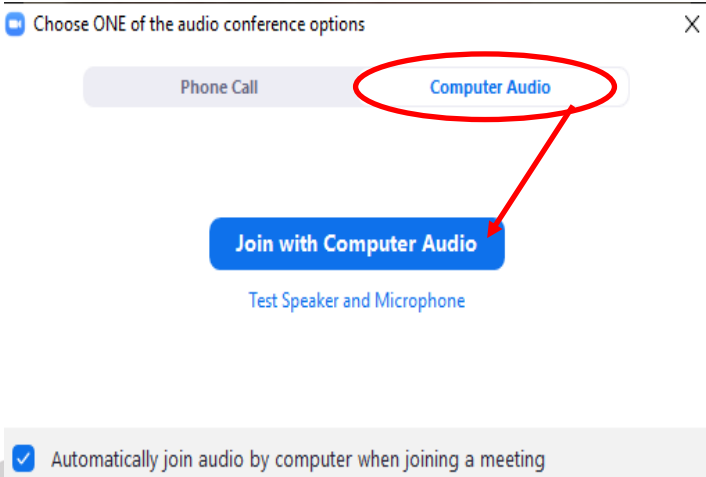 Choose ONE of the audio conference options
Phone Call
Computer Audio
Join with Computer Audio
Test Speaker and Microphone
Automatically join audio by computer when joining a meeting